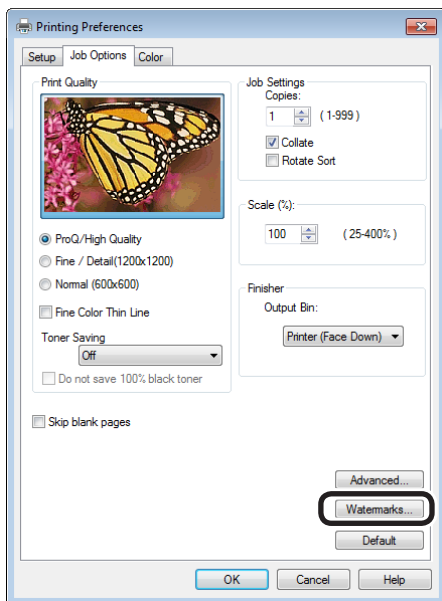 Printing Preferences
Setup Job Options Color
Print Quality
ProQ/High Quality
Fine / Detail(1200x1200)
Normal (600x600)
Fine Color Thin Line
Toner Saving
Off
Do not save 100% black toner
Skip blank pages
Job Settings
Copies:
1 ( 1-999 )
Collate
Rotate Sort
Scale (%):
100 ( 25-400% )
Finisher
Output Bin:
Printer (Face Down)
Advanced...
Watermarks...
Default
OK Cancel Help